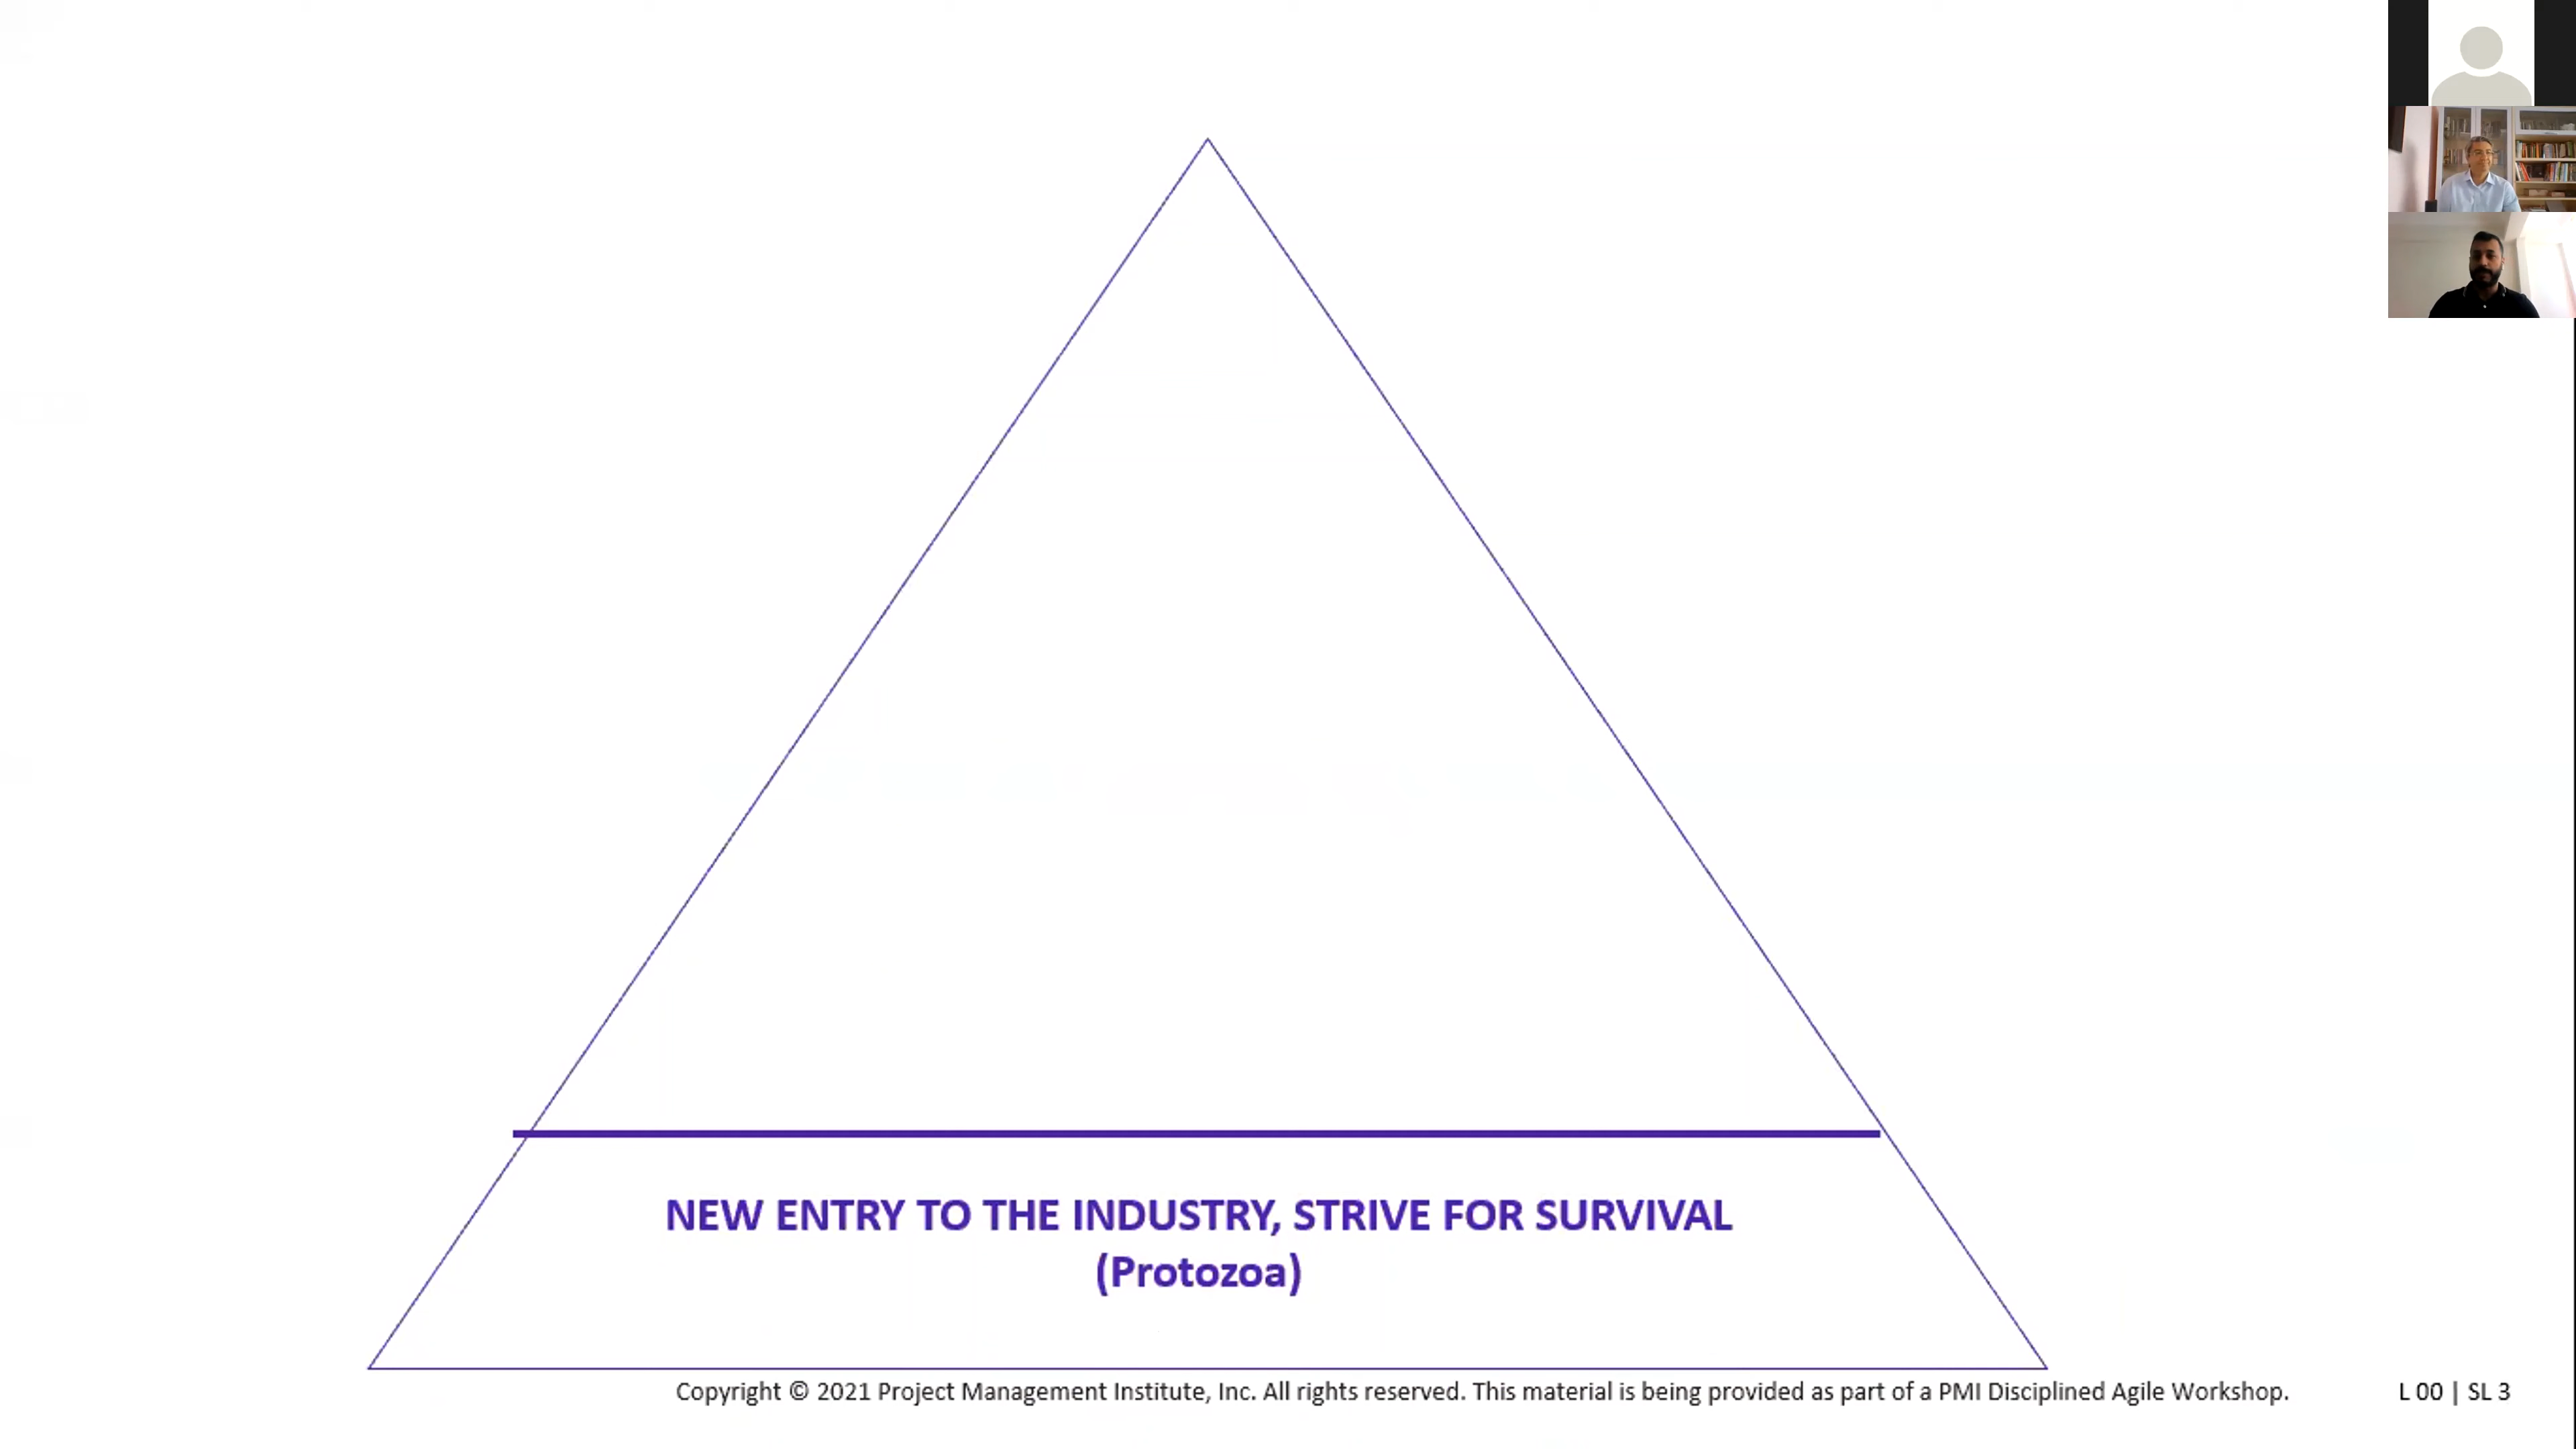 NEW ENTRY TO THE INDUSTRY, STRIVE FOR SURVIVAL
(Protozoa)
Copyright © 2021 Project Management Institute, Inc. All rights reserved. This material is being provided as part of a PMI Disciplined Agile Workshop.
L 00 | SL 3